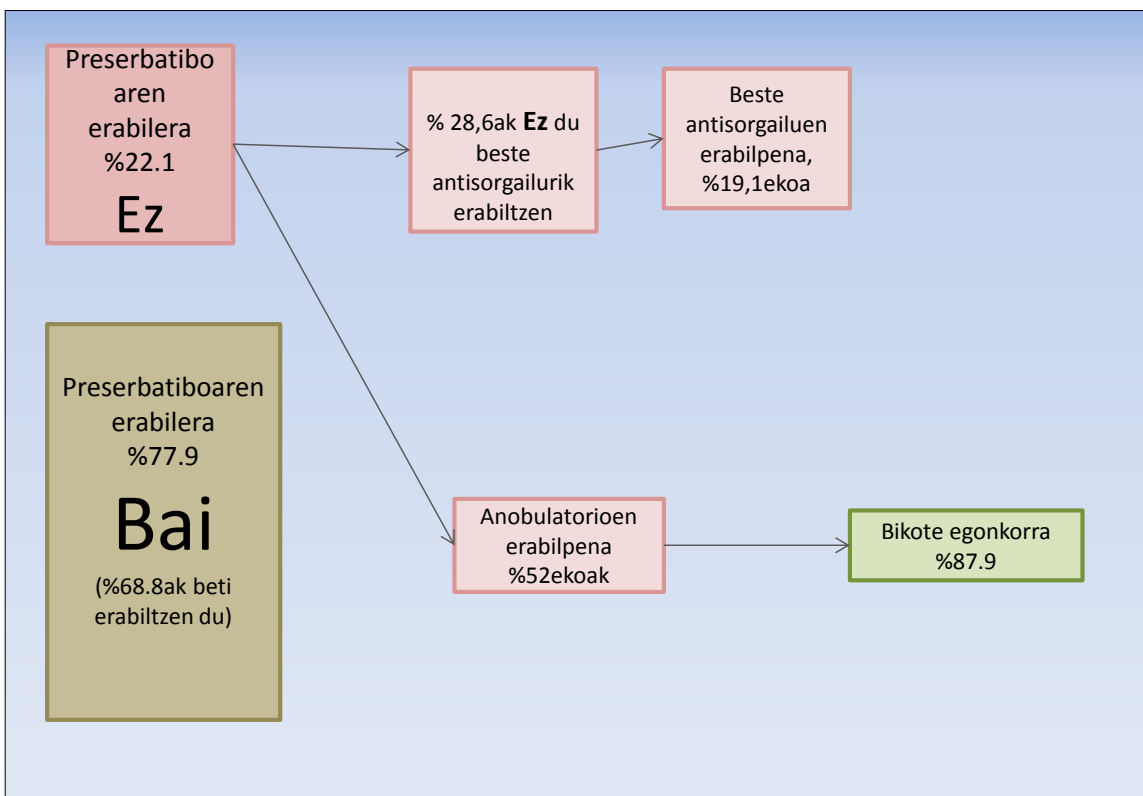 Preserbatibo
aren
erabilera
%22.1
Ez
% 28,6ak Ez du
beste
antisorgailurik
erabiltzen
Beste
antisorgailuen
erabilpena,
%19,1ekoa
Preserbatiboaren
erabilera
%77.9
Bai
(%68.8ak beti
erabiltzen du)
Anobulatorioen
erabilpena
%52ekoak
Bikote egonkorra
%87.9